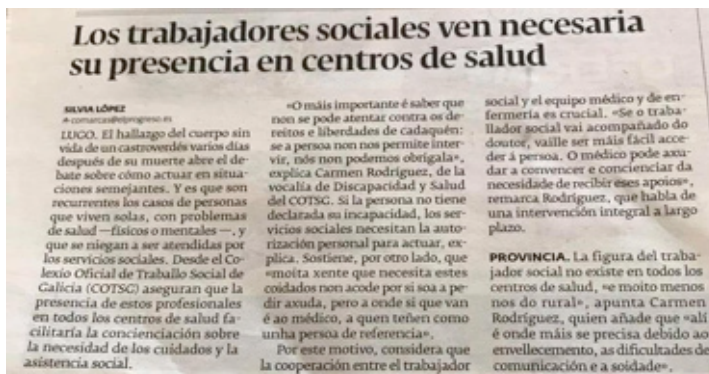 Los trabajadores sociales ven necesaria
su presencia en centros de salud
SILVIA LÓPEZ
comarcas@elprogreso.es
LUGO. El hallazgo del cuerpo sin
vida de un castroverdés varios días
después de su muerte abre el de-
bate sobre cómo actuar en situa-
ciones semejantes. Y es que son
recurrentes los casos de personas
que viven solas, con problemas
de salud —físicos o mentales—, y
que se niegan a ser atendidas por
los servicios sociales. Desde el Co-
lexio Oficial de Traballo Social de
Galicia (COTSG) aseguran que la
presencia de estos profesionales
en todos los centros de salud fa-
cilitaría la concienciación sobre
la necesidad de los cuidados y la
asistencia social.
«O máis importante é saber que
non se pode atentar contra os de-
reitos e liberdades de cadaquén:
se a persoa non nos permite inter-
vir, nós non podemos obrigala»,
explica Carmen Rodríguez, de la
vocalía de Discapacidad y Salud
del COTSG. Si la persona no tiene
declarada su incapacidad, los ser-
vicios sociales necesitan la auto-
rización personal para actuar, ex-
plica. Sostiene, por otro lado, que
«moita xente que necesita estes
coidados non acode por si soa a pe-
dir axuda, pero a onde si que van
é ao médico, a quen teñen como
unha persoa de referencia».
Por este motivo, considera que
la cooperación entre el trabajador
social y el equipo médico y de en-
fermería es crucial. «Se o traba-
llador social vai acompañado do
doutor, vaille ser máis fácil acce-
der á persoa. O médico pode axu-
dar a convencer e concienciar da
necesidade de recibir eses apoios»,
remarca Rodríguez, que habla de
una intervención integral a largo
plazo.
PROVINCIA. La figura del traba-
jador social no existe en todos los
centros de salud, «e moito menos
nos do rural», apunta Carmen
Rodríguez, quien añade que «alí
é onde máis se precisa debido ao
envellecemento, as dificultades de
comunicación e a soidade».